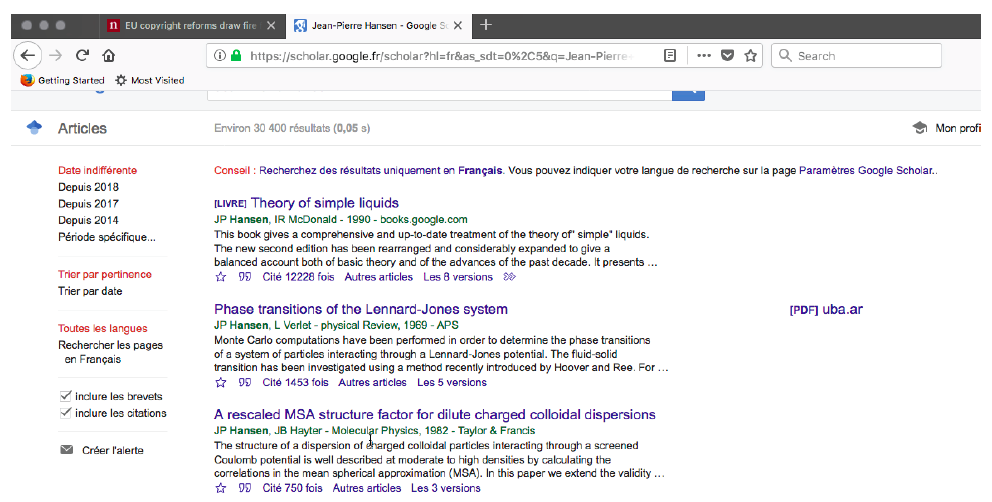 EU copyright reforms draw fire
Jean-Pierre Hansen - Google Sc
https://scholar.google.fr/scholar?hl=fr&as_sdt=0%2C5&q=Jean-Pierre+
Search
Getting Started Most Visited
Articles
Environ 30 400 résultats (0,05 s)
Mon profi
Date indifférente
Depuis 2018
Depuis 2017
Depuis 2014
Période spécifique...
Trier par pertinence
Trier par date
Toutes les langues
Rechercher les pages
en Français
inclure les brevets
inclure les citations
Créer l'alerte
Conseil : Recherchez des résultats uniquement en Français. Vous pouvez indiquer votre langue de recherche sur la page Paramètres Google Scholar..
[LIVRE] Theory of simple liquids
JP Hansen, IR McDonald - 1990 - books.google.com
This book gives a comprehensive and up-to-date treatment of the theory of" simple" liquids.
The new second edition has been rearranged and considerably expanded to give a
balanced account both of basic theory and of the advances of the past decade. It presents ...
Cité 12228 fois Autres articles Les 8 versions
Phase transitions of the Lennard-Jones system
[PDF] uba.ar
JP Hansen, L Verlet - physical Review, 1969 - APS
Monte Carlo computations have been performed in order to determine the phase transitions
of a system of particles interacting through a Lennard-Jones potential. The fluid-solid
transition has been investigated using a method recently introduced by Hoover and Ree. For ...
Cité 1453 fois Autres articles Les 5 versions
A rescaled MSA structure factor for dilute charged colloidal dispersions
JP Hansen, JB Hayter - Molecular Physics, 1982 - Taylor & Francis
The structure of a dispersion of charged colloidal particles interacting through a screened
Coulomb potential is well described at moderate to high densities by calculating the
correlations in the mean spherical approximation (MSA). In this paper we extend the validity ...
Cité 750 fois Autres articles Les 3 versions